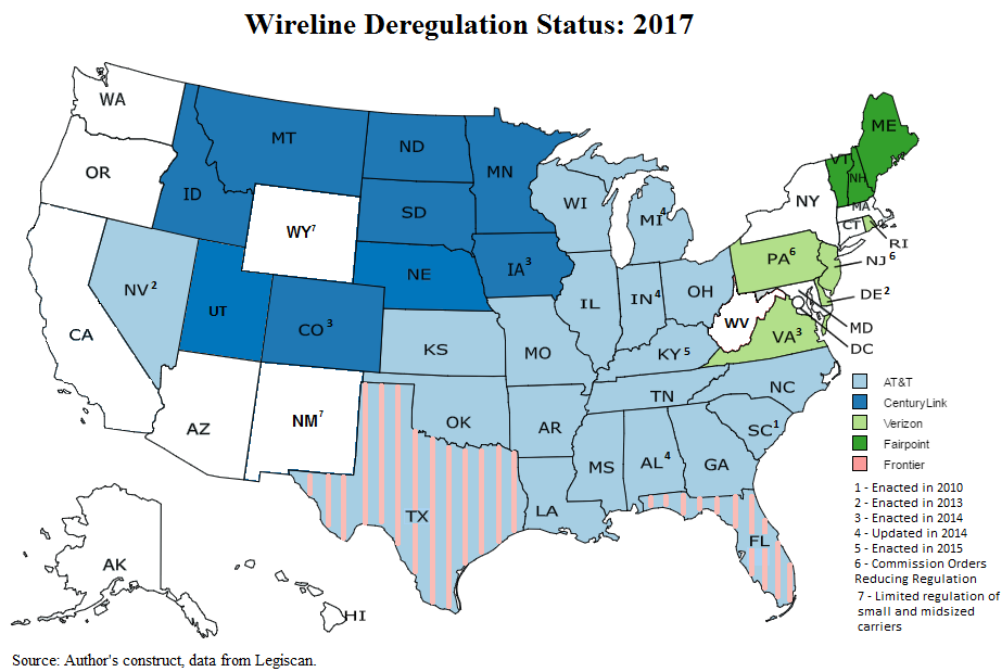 Wireline Deregulation Status: 2017
WA
MT
ND
ME
OR
ID
MN
VT
NH
SD
WI
MI4
NY
MA
WY7
CT
RI
NE
IA3
PA6
NJ6
NV2
UT
CO3
IL
IN4
OH
DE2
CA
KS
MO
WV
VA3
MD
DC
KY5
AZ
NM7
OK
AR
TN
NC
SC1
MS
AL4
GA
TX
LA
FL
AK
HI
AT&T
CenturyLink
Verizon
Fairpoint
Frontier
1 - Enacted in 2010
2 - Enacted in 2013
3 - Enacted in 2014
4 - Updated in 2014
5 - Enacted in 2015
6 - Commission Orders
Reducing Regulation
7 - Limited regulation of
small and midsized
carriers
Source: Author's construct, data from Legiscan.